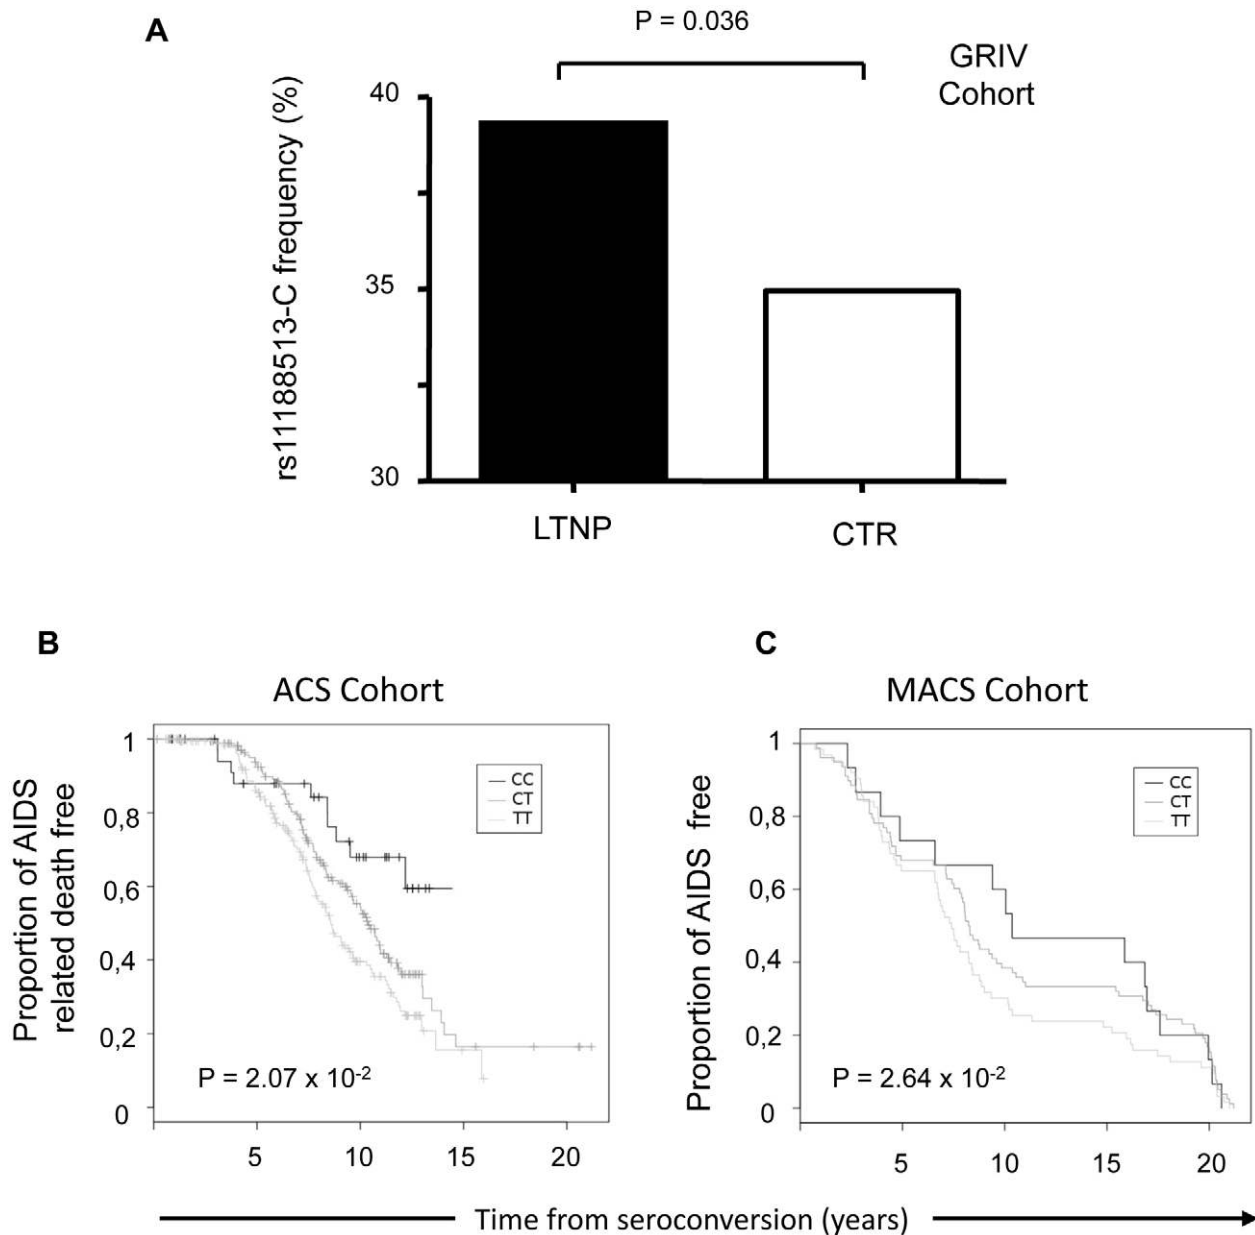 A
P = 0.036
GRIV
Cohort
rs11188513-C frequency (%)
40
35
30
LTNP
CTR
B
ACS Cohort
Proportion of AIDS
related death free
1
0,8
0,6
0,4
0,2
0
CC
CT
TT
P = 2.07 x 10-2
5
10
15
20
C
MACS Cohort
Proportion of AIDS free
1
0,8
0,6
0,4
0,2
0
CC
CT
TT
P = 2.64 x 10-2
5
10
15
20
Time from seroconversion (years)